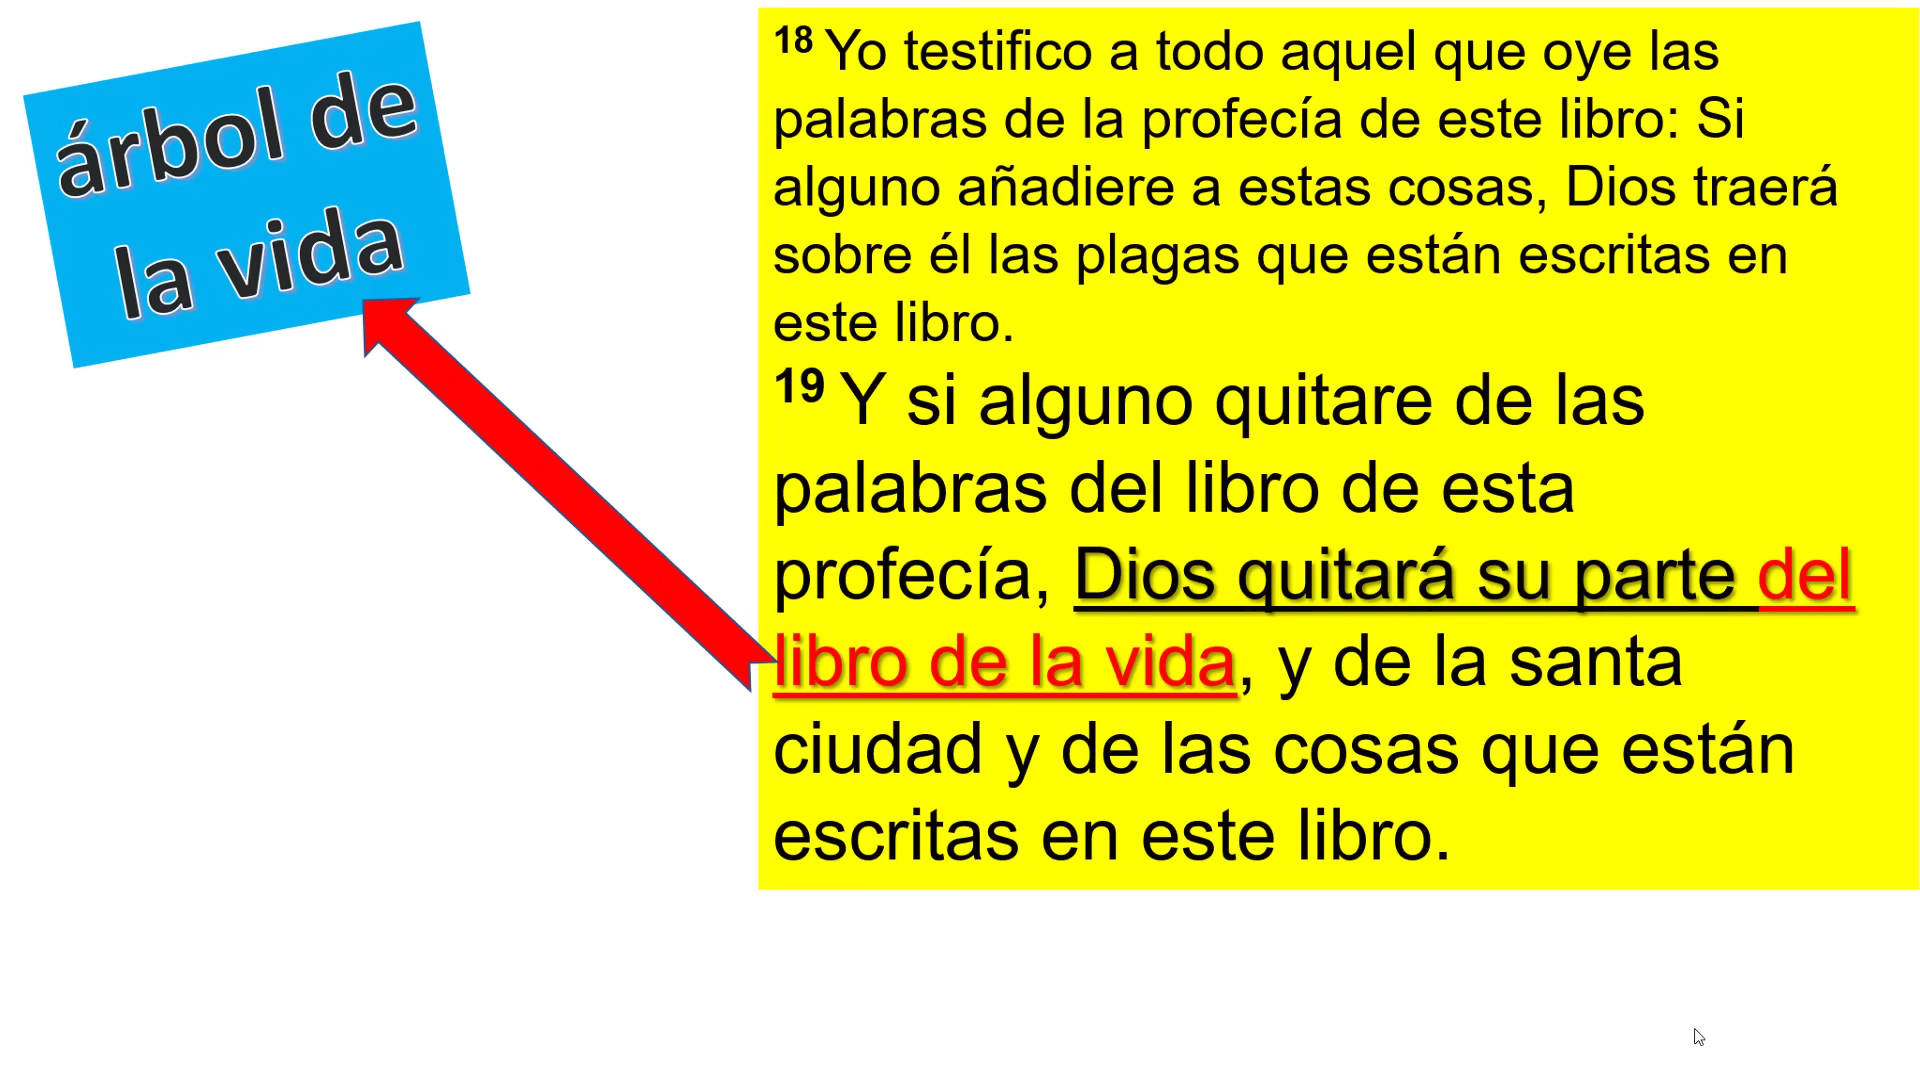 árbol de
la vida
18 Yo testifico a todo aquel que oye las
palabras de la profecía de este libro: Si
alguno añadiere a estas cosas, Dios traerá
sobre él las plagas que están escritas en
este libro.
19 Y si alguno quitare de las
palabras del libro de esta
profecía, Dios quitará su parte del
libro de la vida, y de la santa
ciudad y de las cosas que están
escritas en este libro.